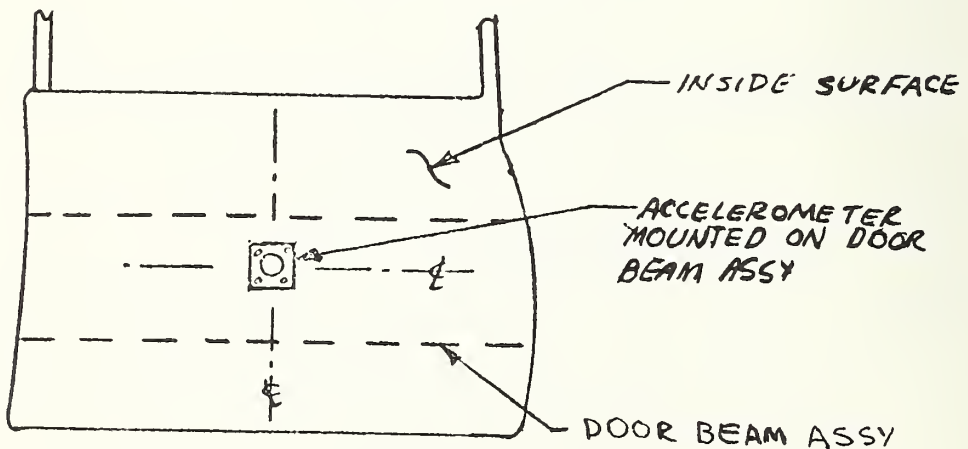 INSIDE SURFACE
ACCELEROMETER
MOUNTED ON DOOR
BEAM ASSY
℄
℄
DOOR BEAM ASSY